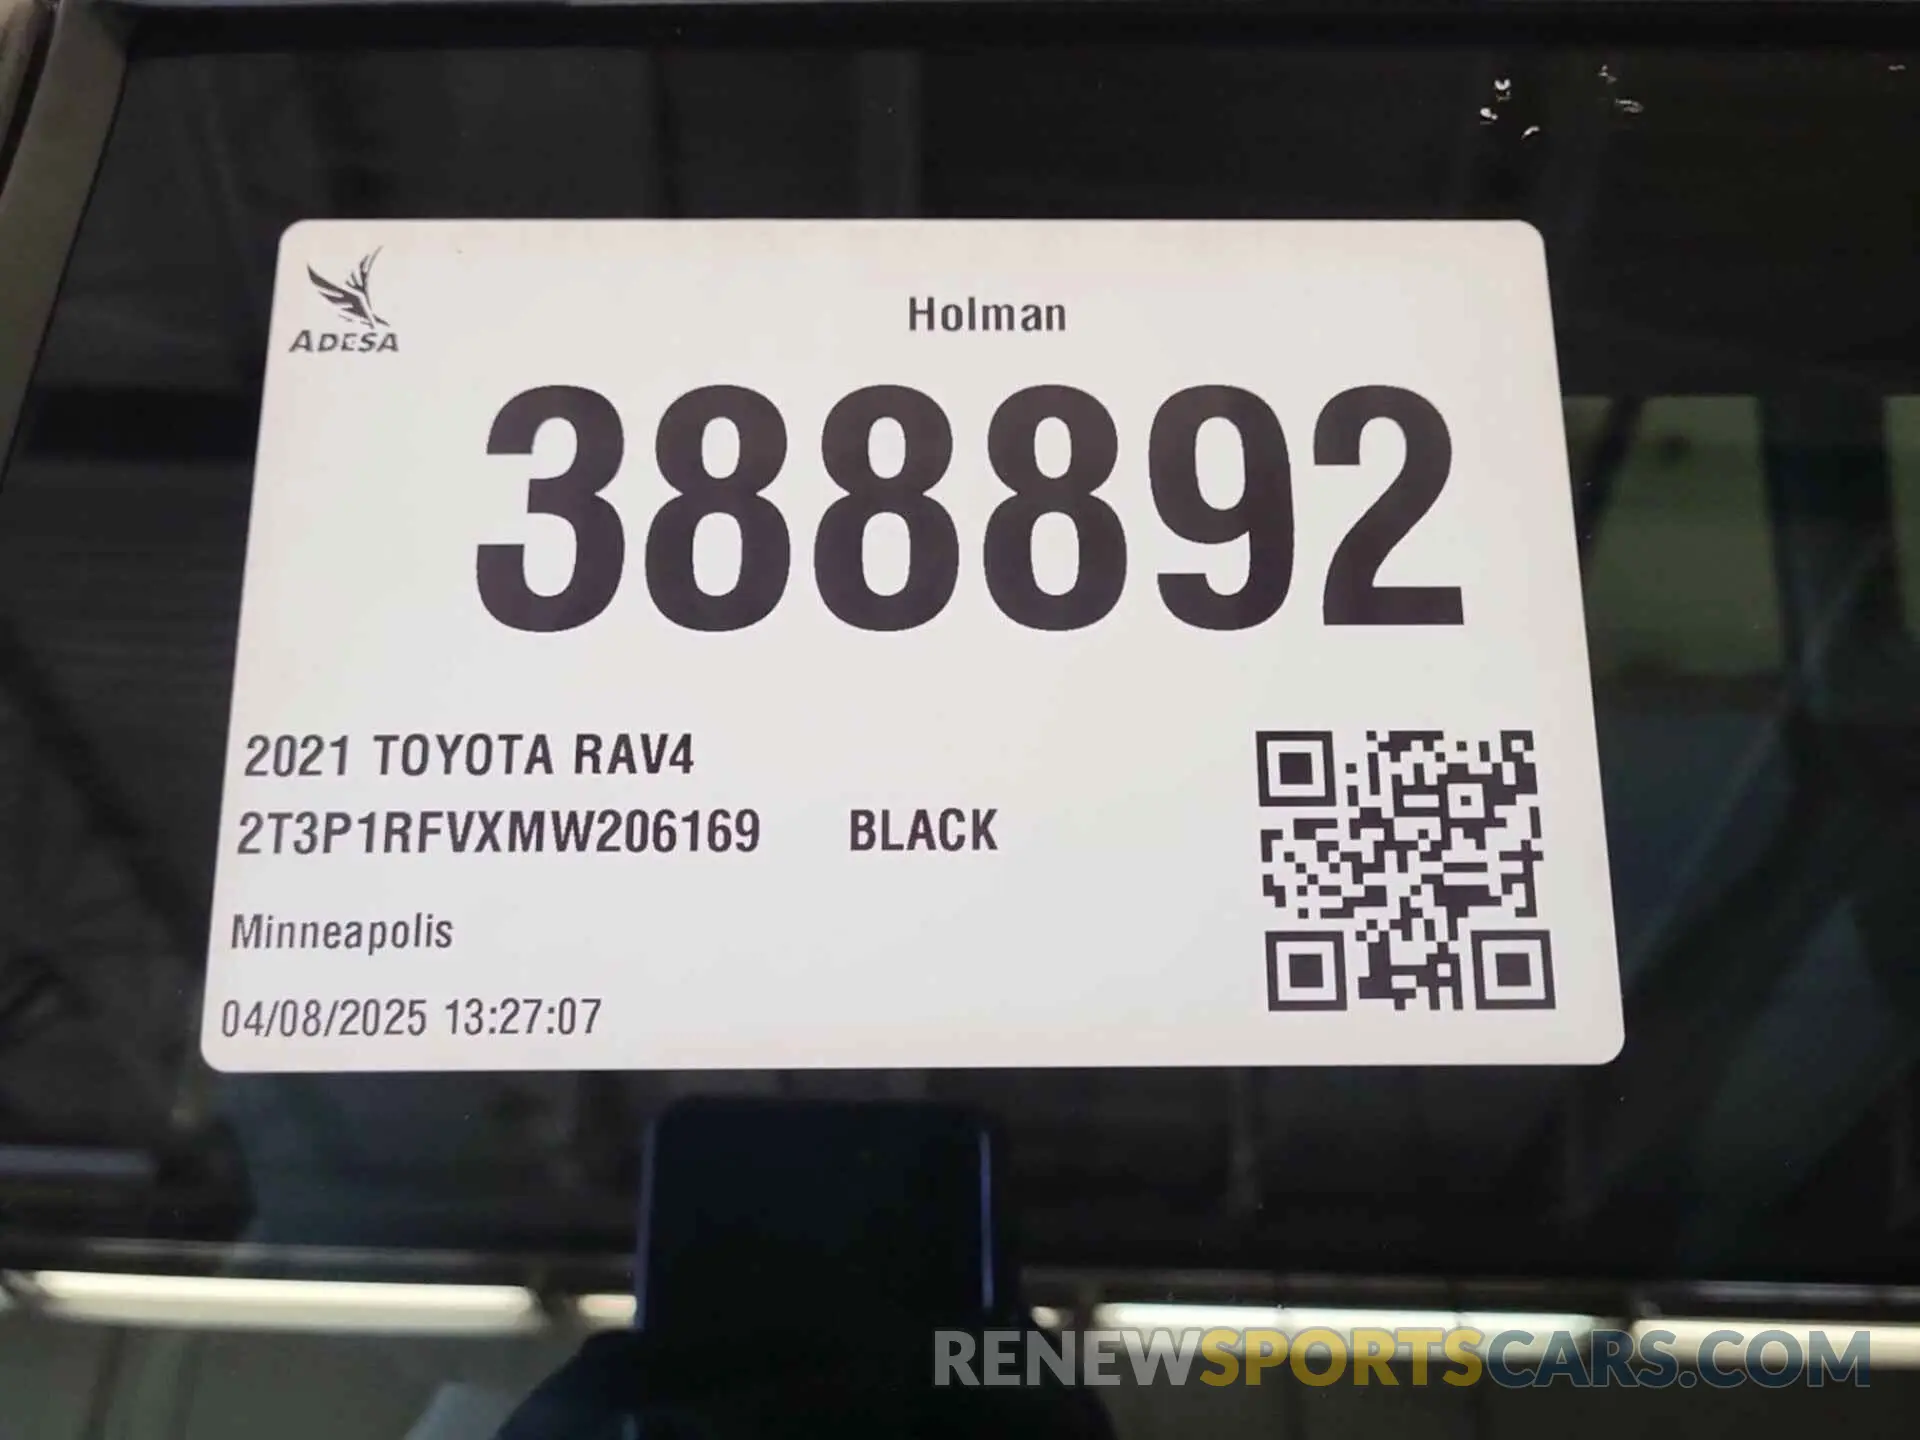 ADESA
Holman
388892
2021 TOYOTA RAV4
2T3P1RFVXMW206169 BLACK
Minneapolis
04/08/2025 13:27:07
RENEWSPORTSCARS.COM